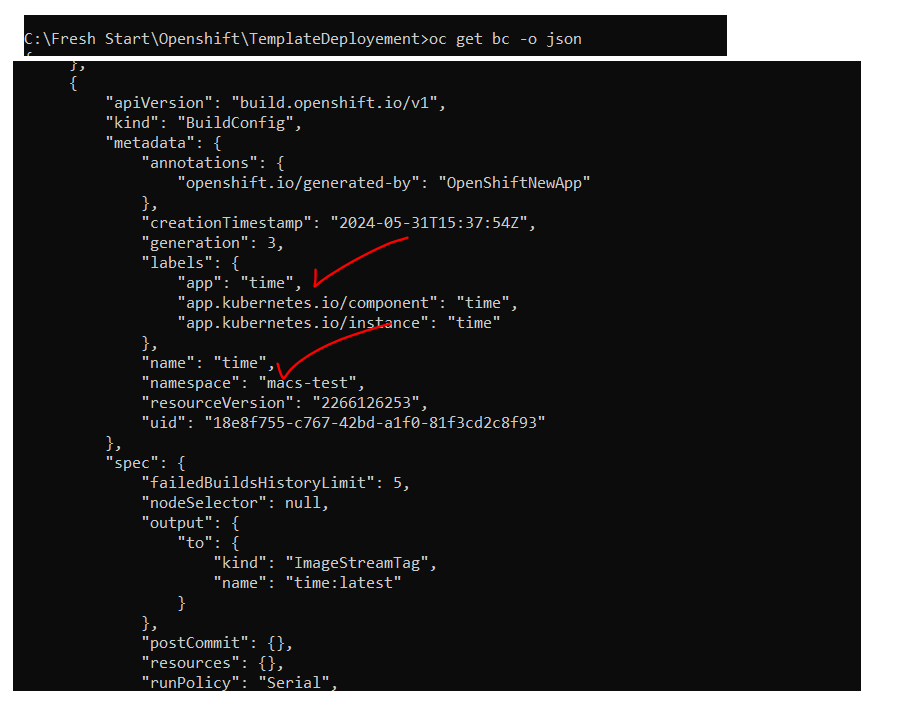 C:\Fresh Start\Openshift\TemplateDeployement>oc get bc -o json
},
{
"apiVersion": "build.openshift.io/v1",
"kind": "BuildConfig",
"metadata": {
"annotations": {
"openshift.io/generated-by": "OpenShiftNewApp"
},
"creationTimestamp": "2024-05-31T15:37:54Z",
"generation": 3,
"labels": {
"app": "time",
"app.kubernetes.io/component": "time",
"app.kubernetes.io/instance": "time"
},
"name": "time",
"namespace": "macs-test",
"resourceVersion": "2266126253",
"uid": "18e8f755-c767-42bd-a1f0-81f3cd2c8f93"
},
"spec": {
"failedBuildsHistoryLimit": 5,
"nodeSelector": null,
"output": {
"to": {
"kind": "ImageStreamTag",
"name": "time:latest"
}
},
"postCommit": {},
"resources": {},
"runPolicy": "Serial",